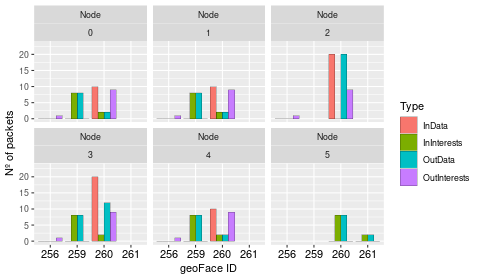 Node Node Node
0 1 2
20
15
10
5
0
Type
InData
InInterests
OutData
OutInterests
Nº of packets
Node Node Node
3 4 5
20
15
10
5
0
256 259 260 261 256 259 260 261 256 259 260 261
geoFace ID